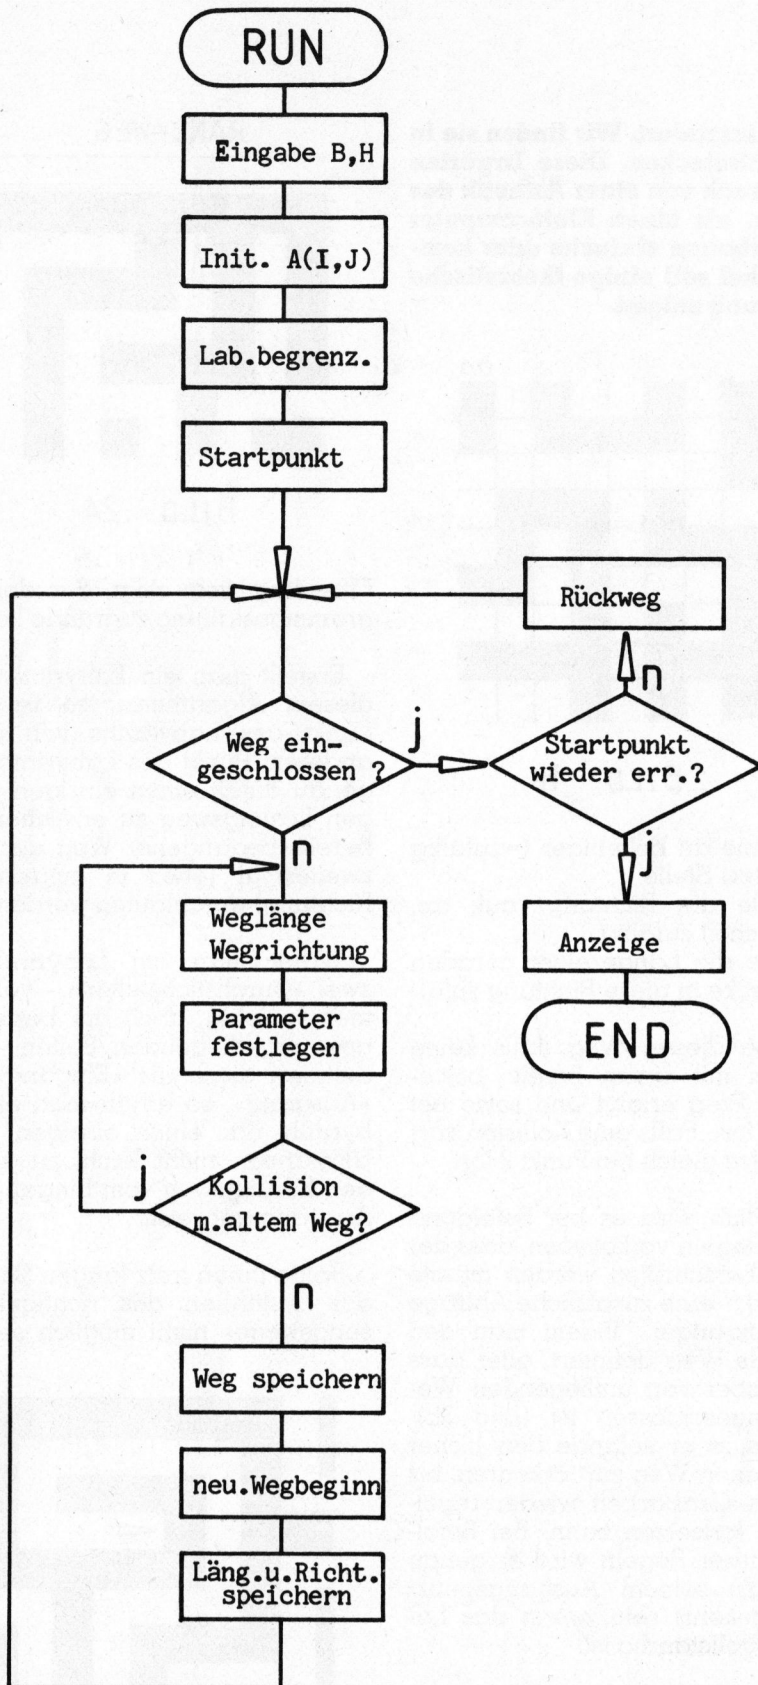 RUN
Eingabe B,H
Init. A(I,J)
Lab.begrenz.
Startpunkt
Rückweg
n
Weg ein-
geschlossen ?
j
Startpunkt
wieder err.?
n
j
Weglänge
Wegrichtung
Anzeige
Parameter
festlegen
END
j
Kollision
m.altem Weg?
n
Weg speichern
neu.Wegbeginn
Läng.u.Richt.
speichern